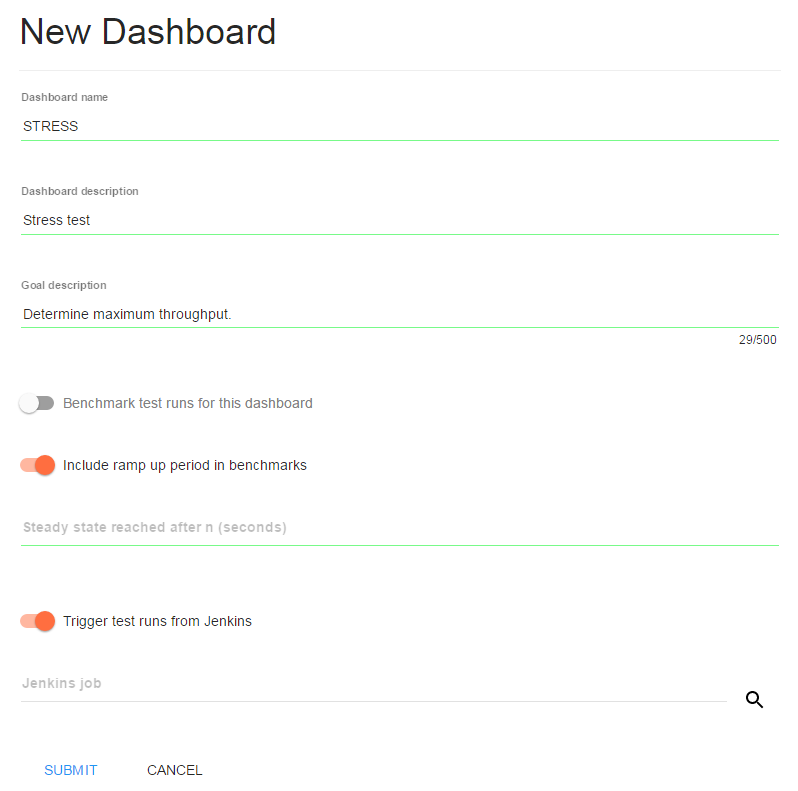 New Dashboard
Dashboard name
STRESS
Dashboard description
Stress test
Goal description
Determine maximum throughput.
29/500
Benchmark test runs for this dashboard
Include ramp up period in benchmarks
Steady state reached after n (seconds)
Trigger test runs from Jenkins
Jenkins job
SUBMIT CANCEL